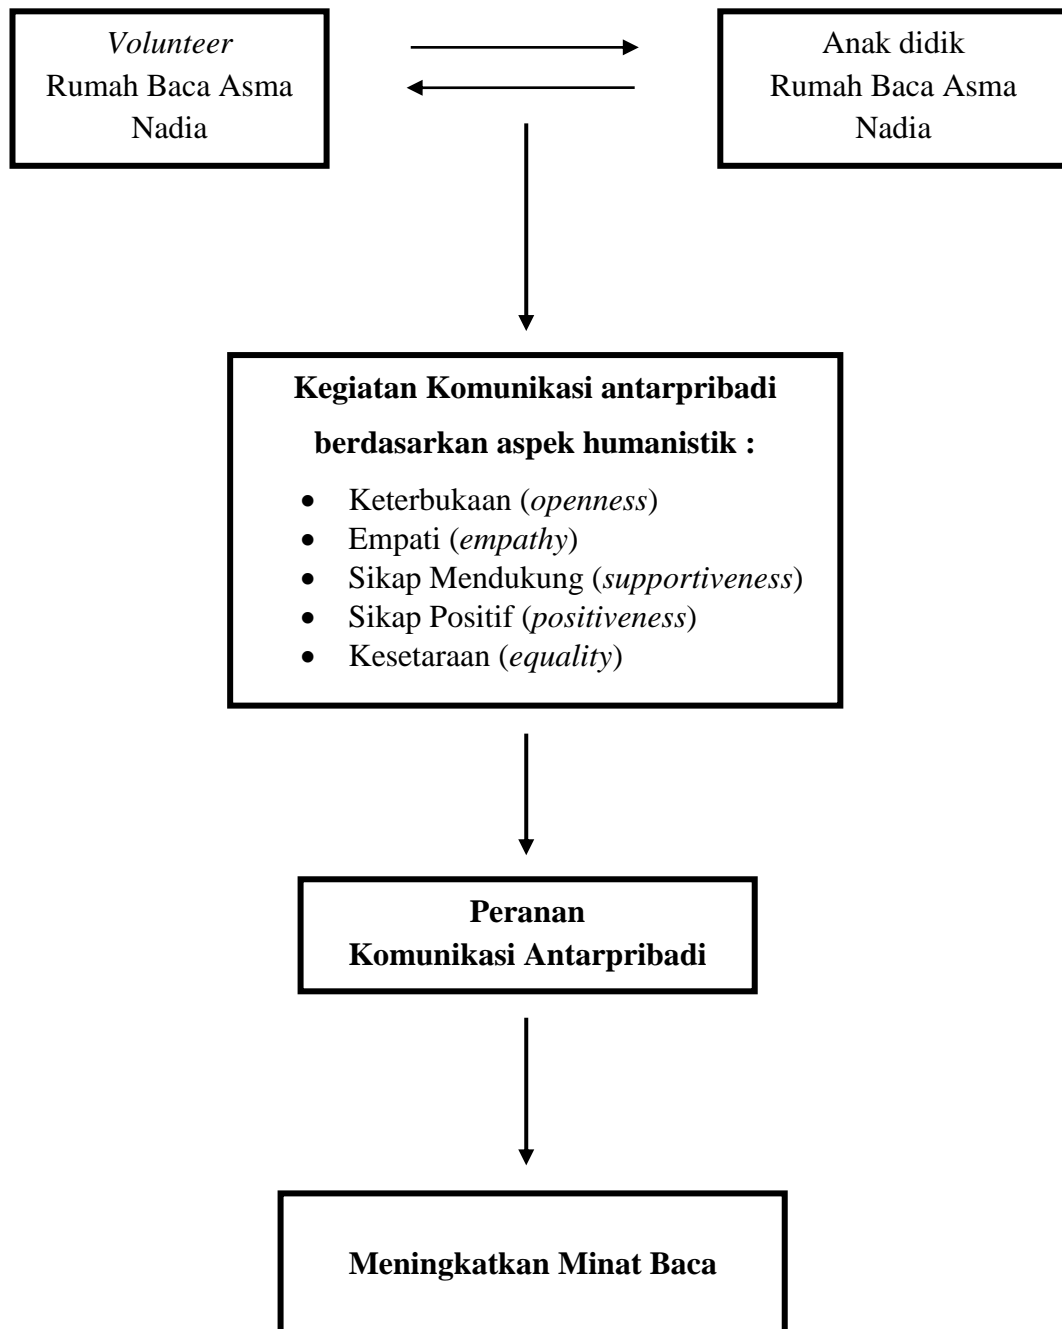 Volunteer
Rumah Baca Asma
Nadia
Anak didik
Rumah Baca Asma
Nadia
Kegiatan Komunikasi antarpribadi
berdasarkan aspek humanistik :
• Keterbukaan (openness)
• Empati (empathy)
• Sikap Mendukung (supportiveness)
• Sikap Positif (positiveness)
• Kesetaraan (equality)
Peranan
Komunikasi Antarpribadi
Meningkatkan Minat Baca